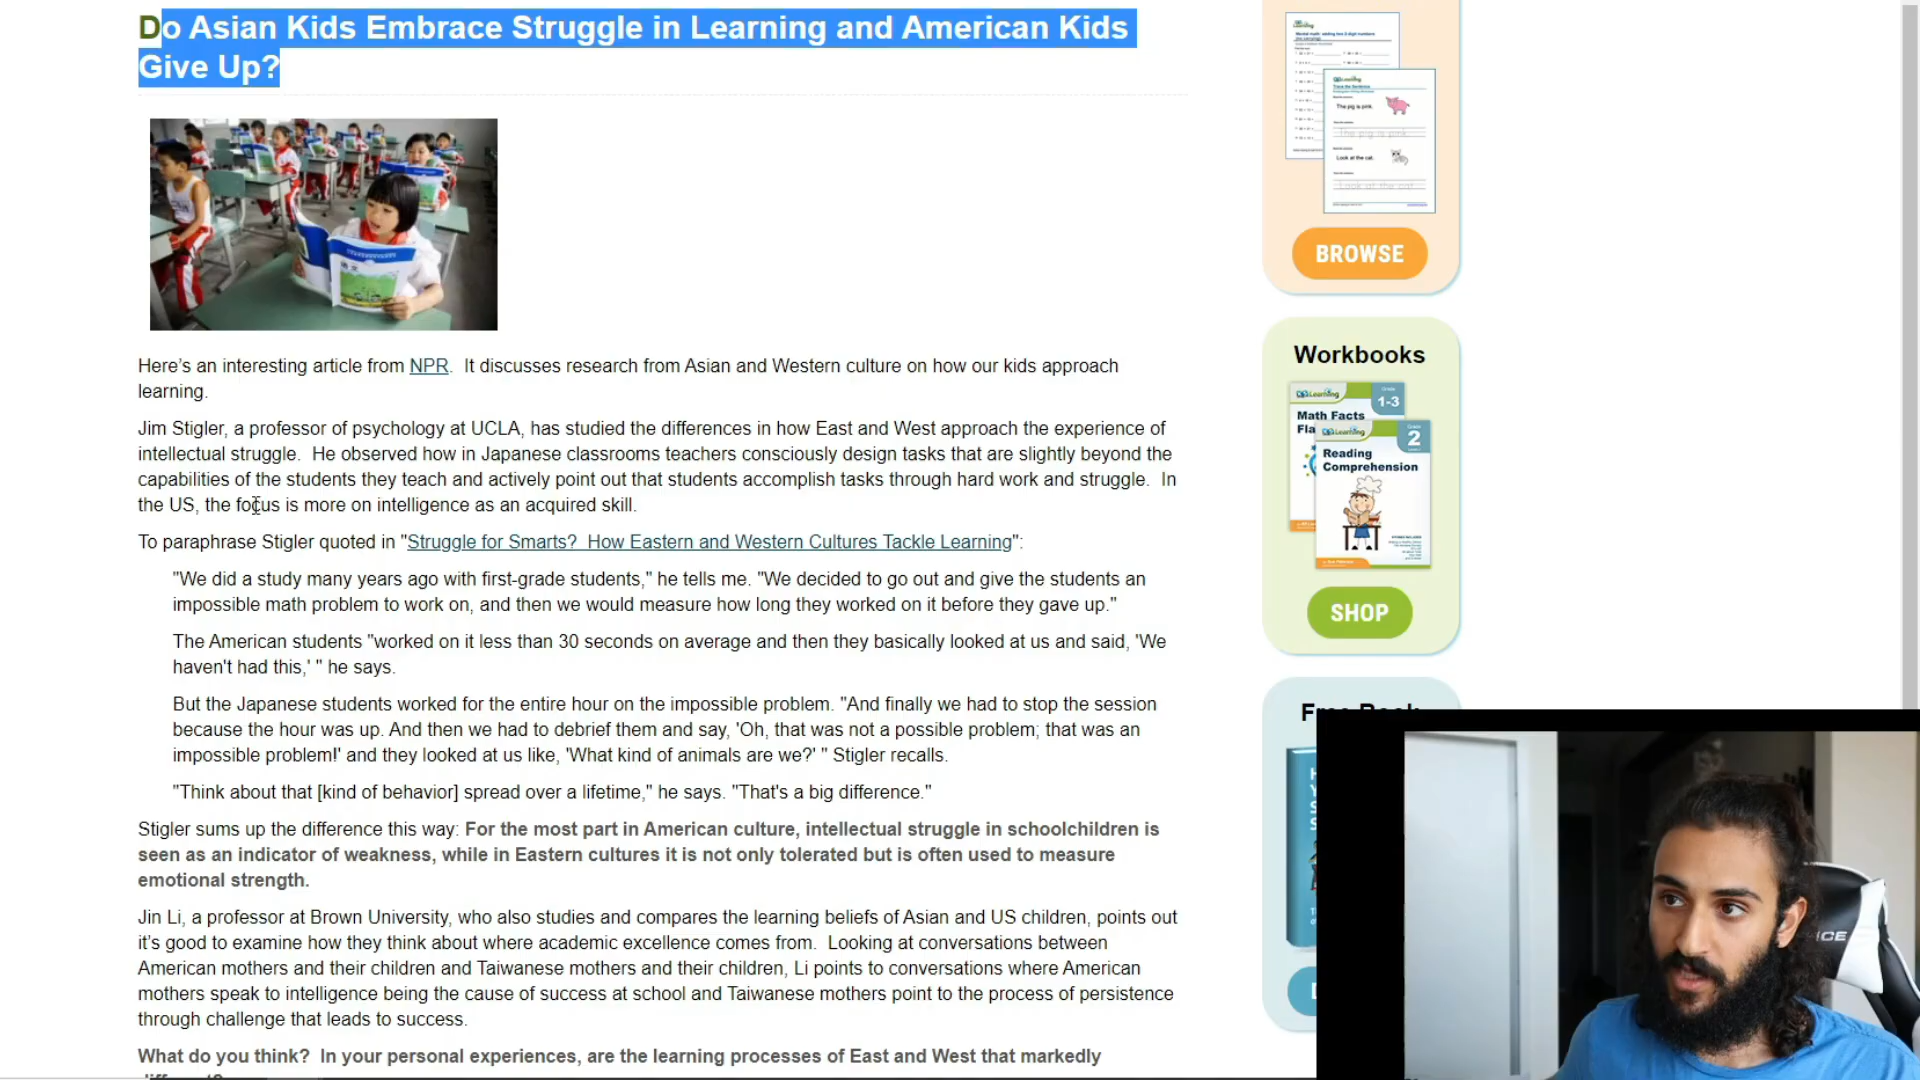 Do Asian Kids Embrace Struggle in Learning and American Kids
Give Up?
Here's an interesting article from NPR.  It discusses research from Asian and Western culture on how our kids approach
learning.
Jim Stigler, a professor of psychology at UCLA, has studied the differences in how East and West approach the experience of
intellectual struggle.  He observed how in Japanese classrooms teachers consciously design tasks that are slightly beyond the
capabilities of the students they teach and actively point out that students accomplish tasks through hard work and struggle.  In
the US, the focus is more on intelligence as an acquired skill.
To paraphrase Stigler quoted in "Struggle for Smarts?  How Eastern and Western Cultures Tackle Learning":
"We did a study many years ago with first-grade students," he tells me. "We decided to go out and give the students an
impossible math problem to work on, and then we would measure how long they worked on it before they gave up."
The American students "worked on it less than 30 seconds on average and then they basically looked at us and said, 'We
haven't had this,' " he says.
But the Japanese students worked for the entire hour on the impossible problem. "And finally we had to stop the session
because the hour was up. And then we had to debrief them and say, 'Oh, that was not a possible problem; that was an
impossible problem!' and they looked at us like, 'What kind of animals are we?' " Stigler recalls.
"Think about that [kind of behavior] spread over a lifetime," he says. "That's a big difference."
Stigler sums up the difference this way: For the most part in American culture, intellectual struggle in schoolchildren is
seen as an indicator of weakness, while in Eastern cultures it is not only tolerated but is often used to measure
emotional strength.
Jin Li, a professor at Brown University, who also studies and compares the learning beliefs of Asian and US children, points out
it's good to examine how they think about where academic excellence comes from.  Looking at conversations between
American mothers and their children and Taiwanese mothers and their children, Li points to conversations where American
mothers speak to intelligence being the cause of success at school and Taiwanese mothers point to the process of persistence
through challenge that leads to success.
What do you think?  In your personal experiences, are the learning processes of East and West that markedly
Trace the Sentence
The pig is pink.
Look at the cat.
BROWSE
Workbooks
Learning
Grade
1-3
Math Facts
Learning
Grade
2
Reading
Comprehension
SHOP